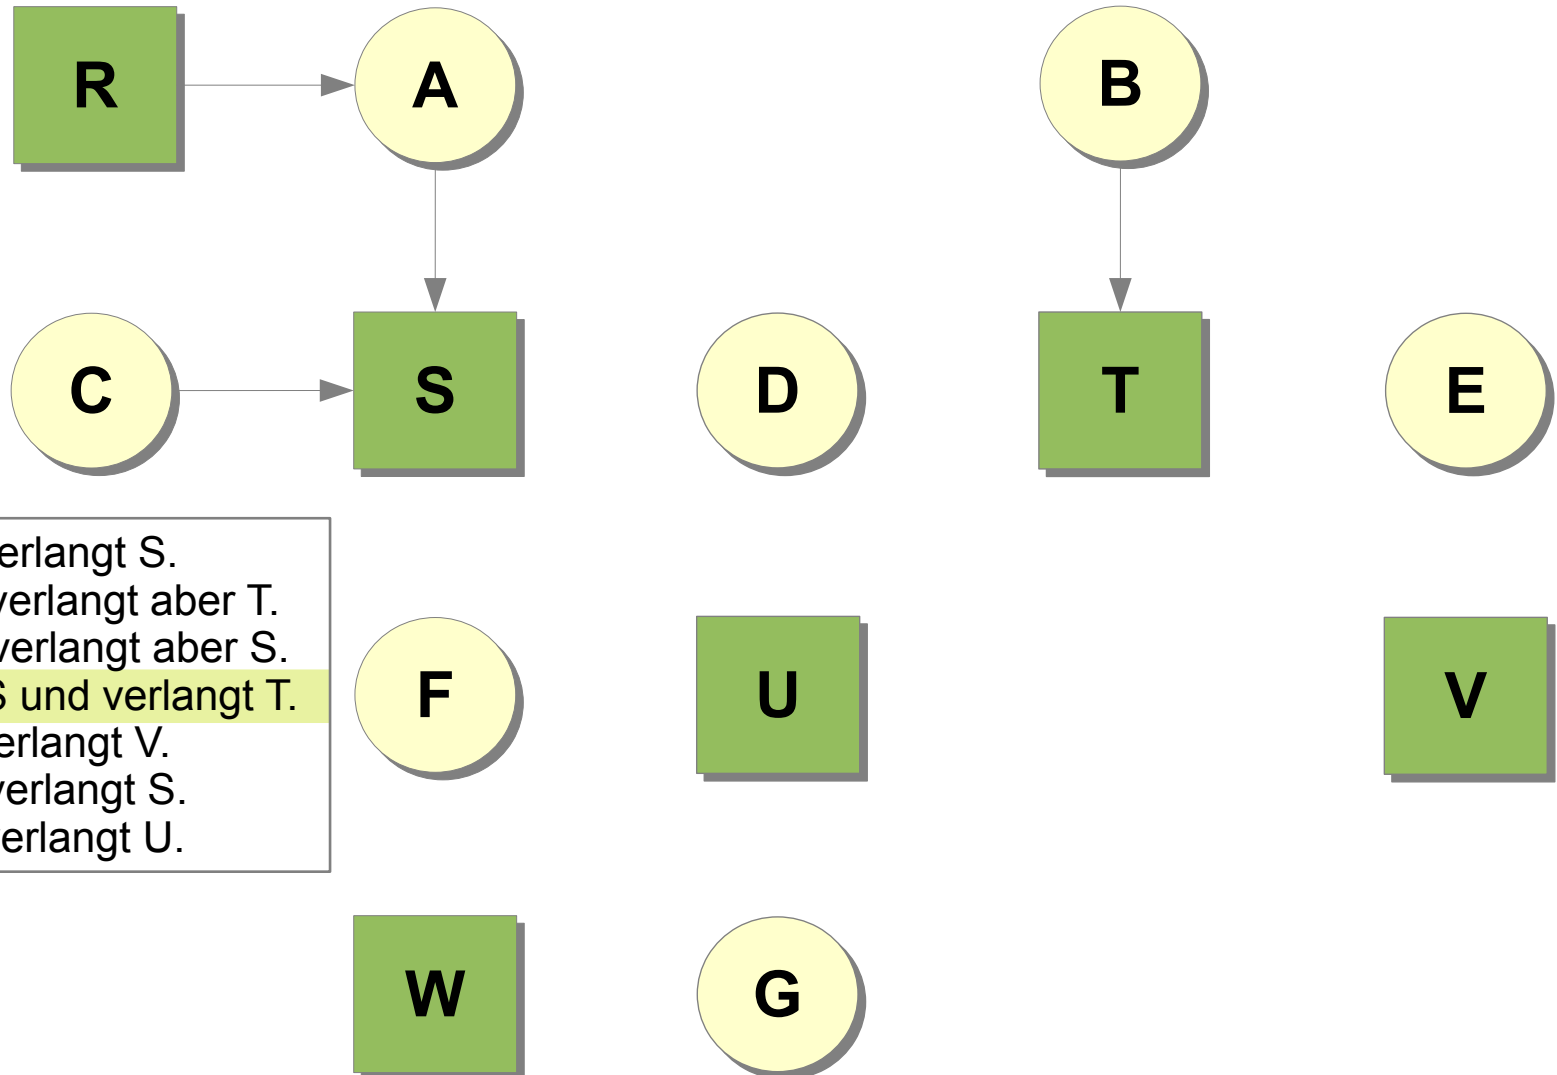 R A B
C S D T E
erlangt S.
verlangt aber T.
verlangt aber S.
S und verlangt T.
erlangt V.
verlangt S.
erlangt U.
F U V
W G